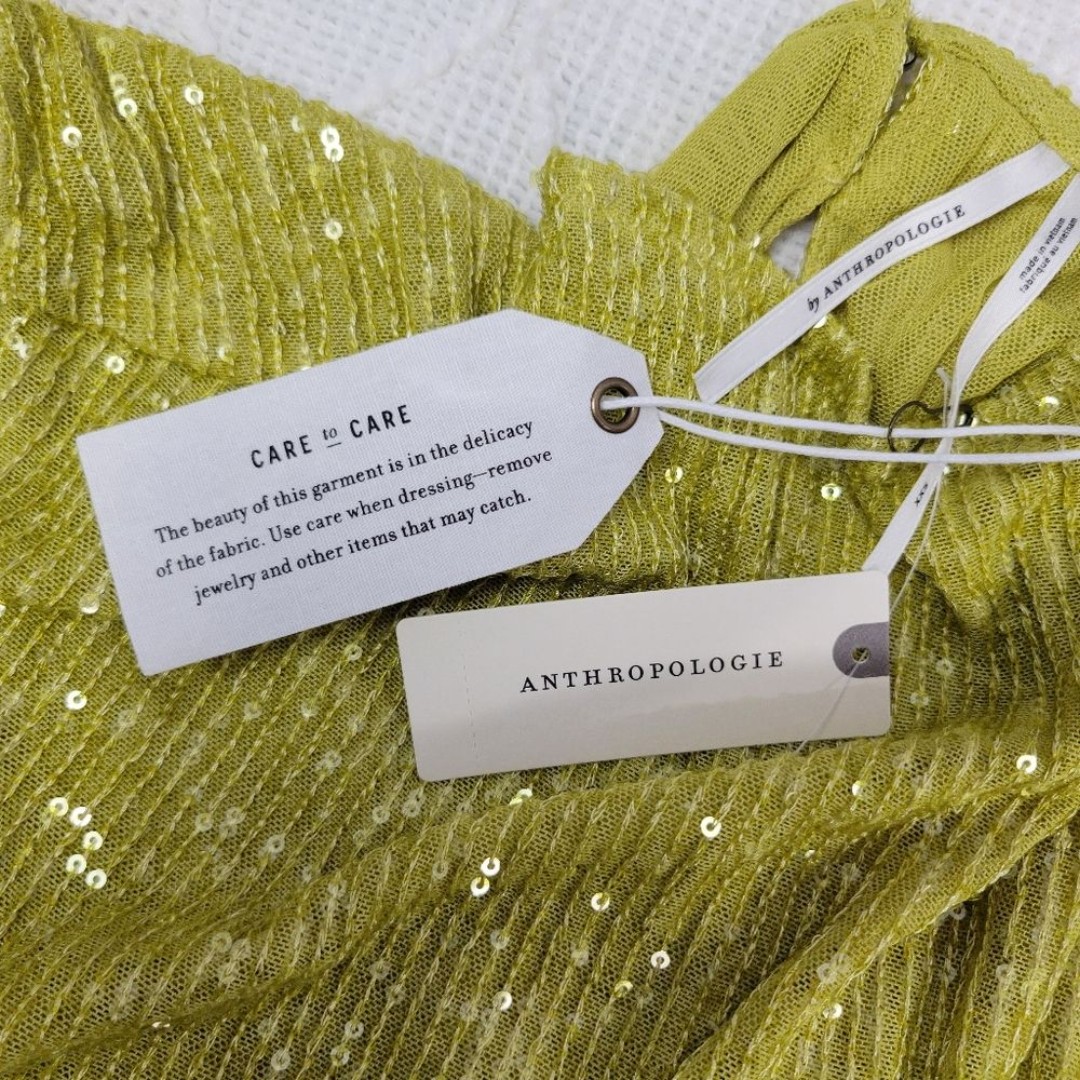 by ANTHROPOLOGIE
made in vietnam
fabriqué au vietnam
CARE to CARE
The beauty of this garment is in the delicacy
of the fabric. Use care when dressing—remove
jewelry and other items that may catch.
xxs
ANTHROPOLOGIE